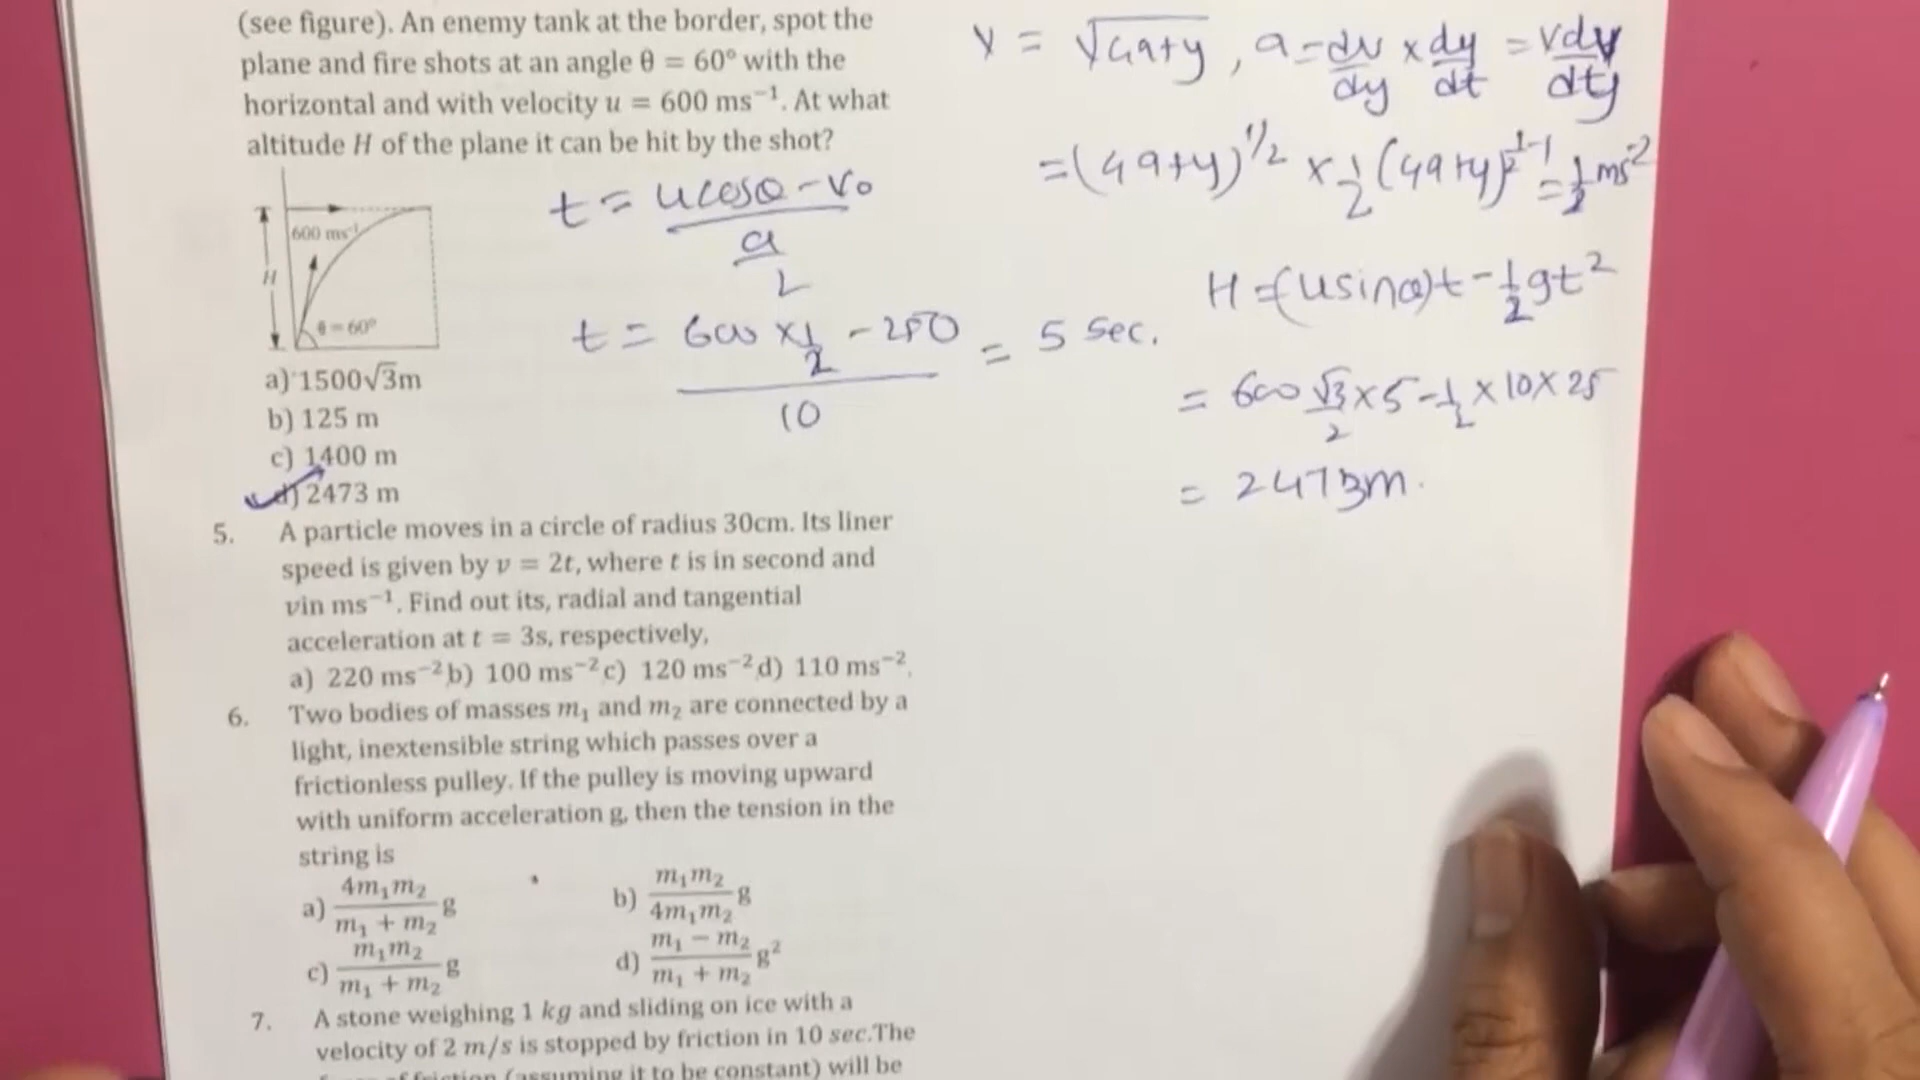 (see figure). An enemy tank at the border, spot the
plane and fire shots at an angle θ = 60° with the
horizontal and with velocity u = 600 ms⁻¹. At what
altitude H of the plane it can be hit by the shot?
600 ms⁻¹
H
θ = 60°
a) 1500√3m
b) 125 m
c) 1400 m
d) 2473 m
5. A particle moves in a circle of radius 30cm. Its liner
speed is given by v = 2t, where t is in second and
vin ms⁻¹. Find out its, radial and tangential
acceleration at t = 3s, respectively,
a) 220 ms⁻² b) 100 ms⁻² c) 120 ms⁻² d) 110 ms⁻².
6. Two bodies of masses m₁ and m₂ are connected by a
light, inextensible string which passes over a
frictionless pulley. If the pulley is moving upward
with uniform acceleration g, then the tension in the
string is
a) 4m₁m₂/(m₁ + m₂) g b) m₁m₂/4m₁m₂ g
c) m₁m₂/(m₁ + m₂) g d) (m₁ − m₂)/(m₁ + m₂) g²
7. A stone weighing 1 kg and sliding on ice with a
velocity of 2 m/s is stopped by friction in 10 sec.The
(assuming it to be constant) will be
t = (u cosθ - v₀)/a
t = (600 × 1/2 - 250)/10 = 5 sec.
v = √49+y , a = dv/dy × dy/dt = v dv/dy
= (49+y)^1/2 × 1/2 (49+y)^(1/2-1) = 1/2 ms⁻²
H = (usinθ)t - 1/2 gt²
= 600 √3/2 × 5 - 1/2 × 10 × 25
= 2473m.